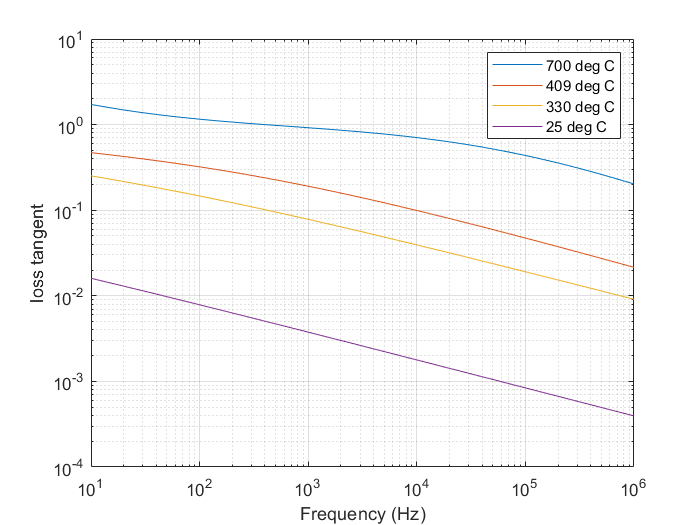 10^1
700 deg C
409 deg C
330 deg C
25 deg C
10^0
10^-1
loss tangent
10^-2
10^-3
10^-4
10^1 10^2 10^3 10^4 10^5 10^6
Frequency (Hz)